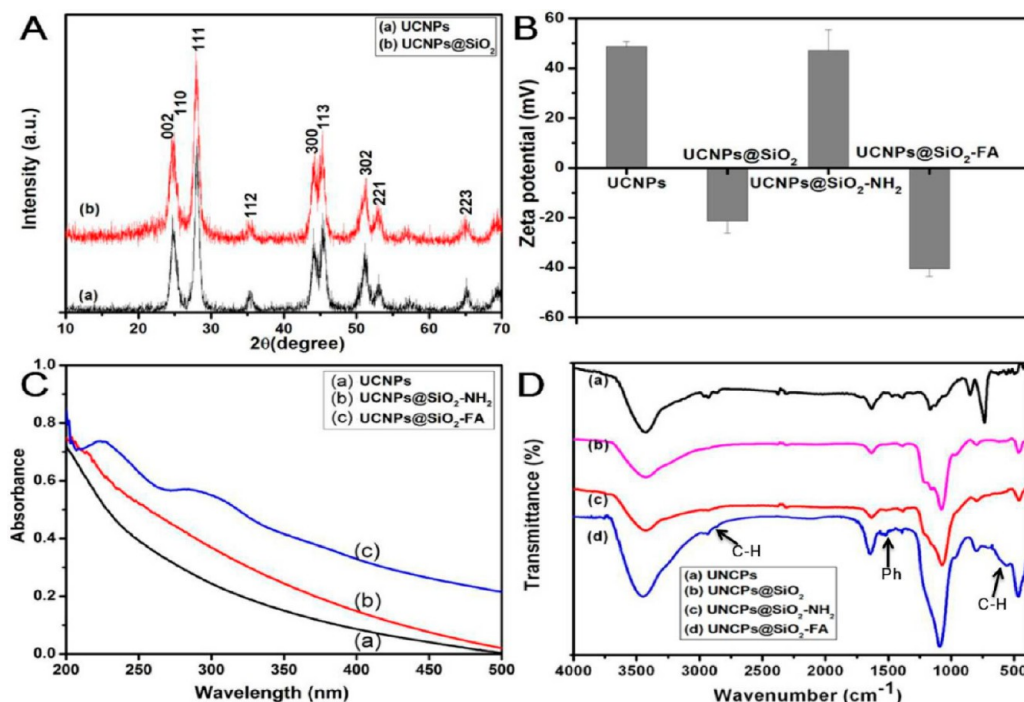 A
Intensity (a.u.)
(a) UCNPs
(b) UCNPs@SiO2
002
110
111
112
300
113
302
221
223
(b)
(a)
10 20 30 40 50 60 70
2θ(degree)
B
Zeta potential (mV)
60
40
20
0
-20
-40
-60
UCNPs
UCNPs@SiO2
UCNPs@SiO2-NH2
UCNPs@SiO2-FA
C
Absorbance
1.0
0.8
0.6
0.4
0.2
0.0
(a) UCNPs
(b) UCNPs@SiO2-NH2
(c) UCNPs@SiO2-FA
(c)
(b)
(a)
200 250 300 350 400 450 500
Wavelength (nm)
D
Transmittance (%)
(a)
(b)
(c)
(d)
C-H
Ph
C-H
(a) UNCPs
(b) UNCPs@SiO2
(c) UNCPs@SiO2-NH2
(d) UNCPs@SiO2-FA
4000 3500 3000 2500 2000 1500 1000 500
Wavenumber (cm-1)